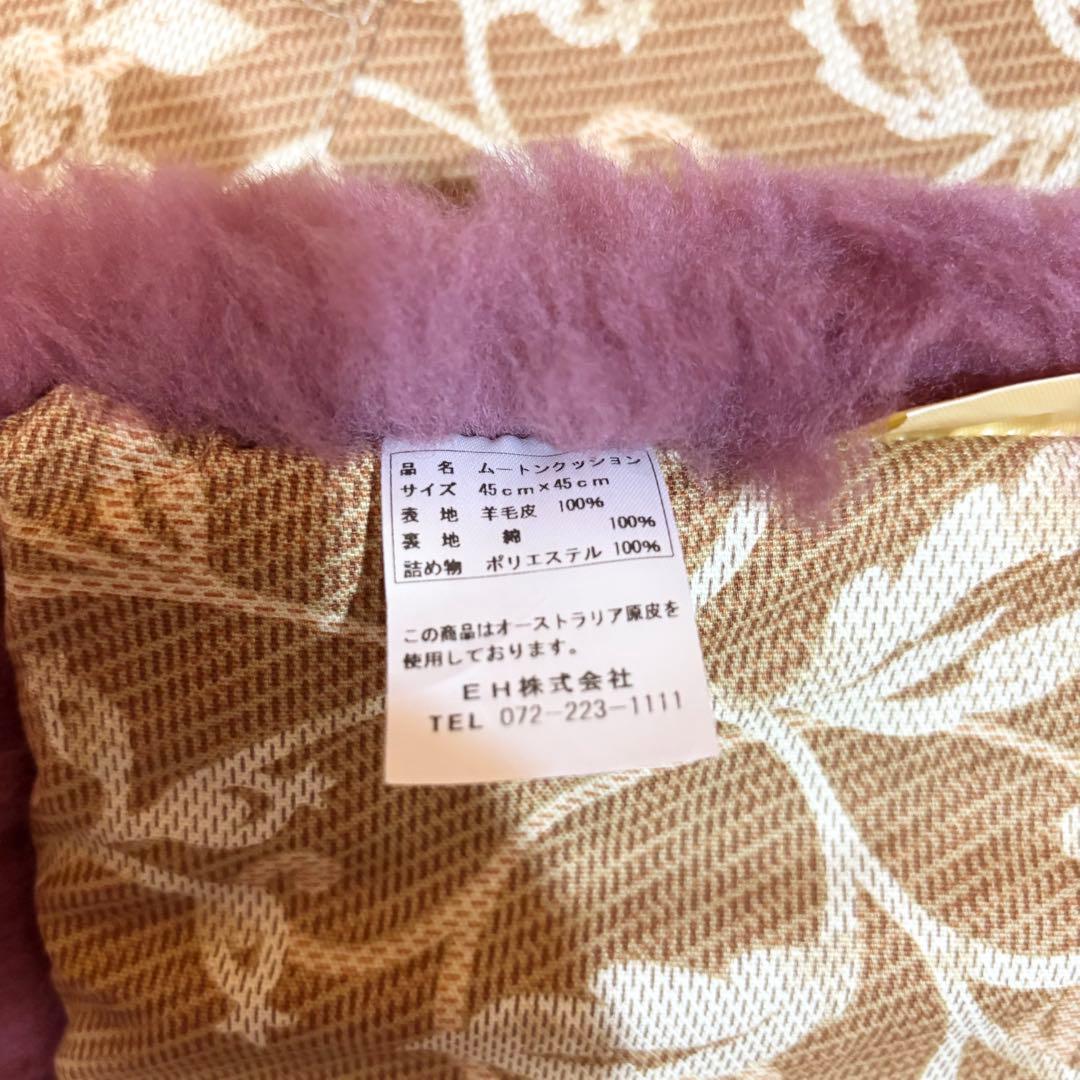 品 名 ムートンクッション
サイズ 45cm×45cm
表 地 羊毛皮 100%
裏 地 綿 100%
詰め物 ポリエステル 100%
この商品はオーストラリア原皮を
使用しております。
EH株式会社
TEL 072-223-1111